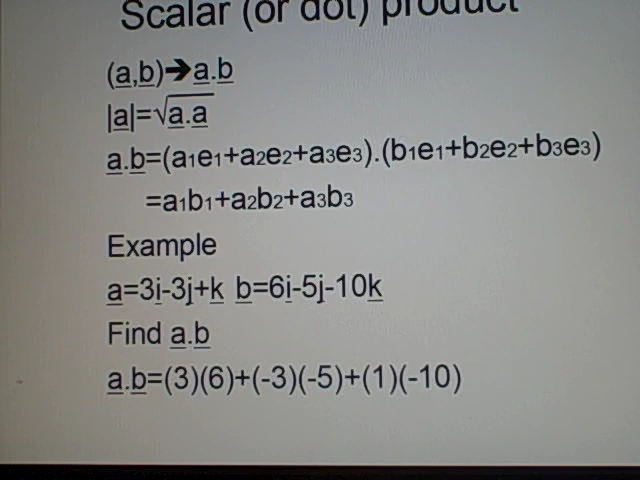 Scalar (or dot) product
(a,b)➔a.b
|a|=√a.a
a.b=(a1e1+a2e2+a3e3).(b1e1+b2e2+b3e3)
=a1b1+a2b2+a3b3
Example
a=3i-3j+k b=6i-5j-10k
Find a.b
a.b=(3)(6)+(-3)(-5)+(1)(-10)